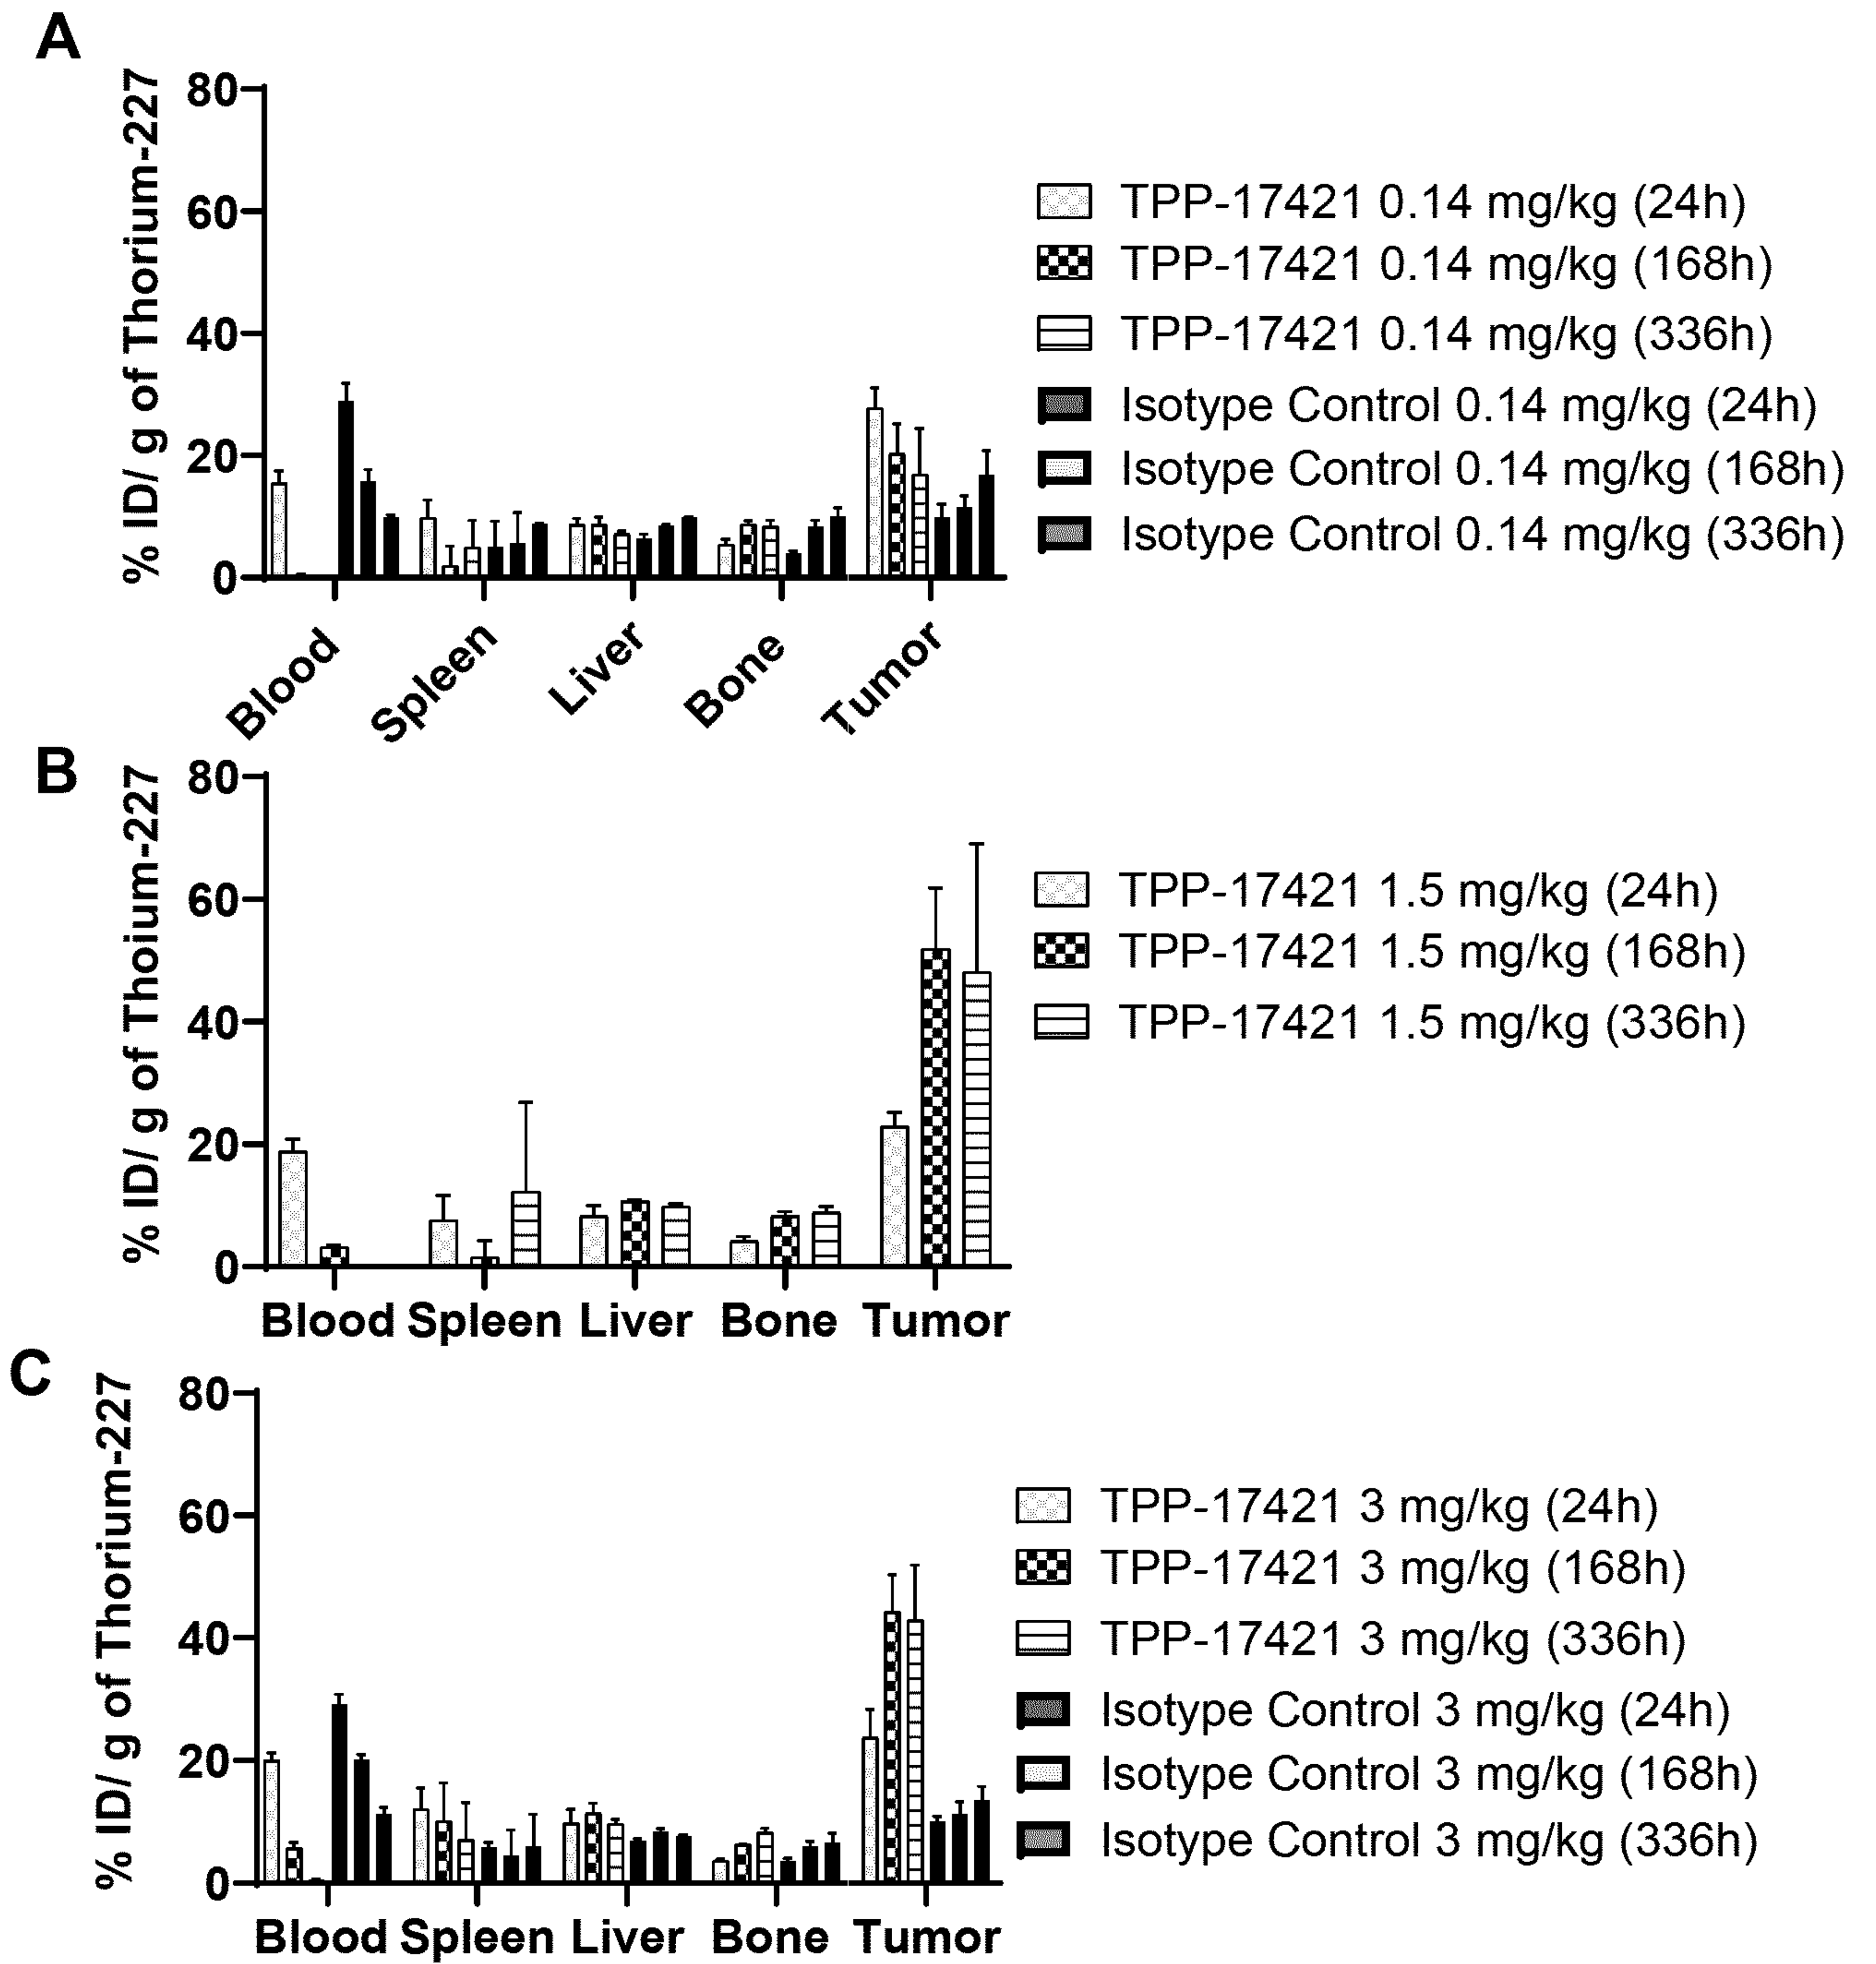 A
% ID/ g of Thorium-227
80
60
40
20
0
Blood
Spleen
Liver
Bone
Tumor
TPP-17421 0.14 mg/kg (24h)
TPP-17421 0.14 mg/kg (168h)
TPP-17421 0.14 mg/kg (336h)
Isotype Control 0.14 mg/kg (24h)
Isotype Control 0.14 mg/kg (168h)
Isotype Control 0.14 mg/kg (336h)
B
% ID/ g of Thoium-227
80
60
40
20
0
Blood Spleen Liver Bone Tumor
TPP-17421 1.5 mg/kg (24h)
TPP-17421 1.5 mg/kg (168h)
TPP-17421 1.5 mg/kg (336h)
C
% ID/ g of Thorium-227
80
60
40
20
0
Blood Spleen Liver Bone Tumor
TPP-17421 3 mg/kg (24h)
TPP-17421 3 mg/kg (168h)
TPP-17421 3 mg/kg (336h)
Isotype Control 3 mg/kg (24h)
Isotype Control 3 mg/kg (168h)
Isotype Control 3 mg/kg (336h)